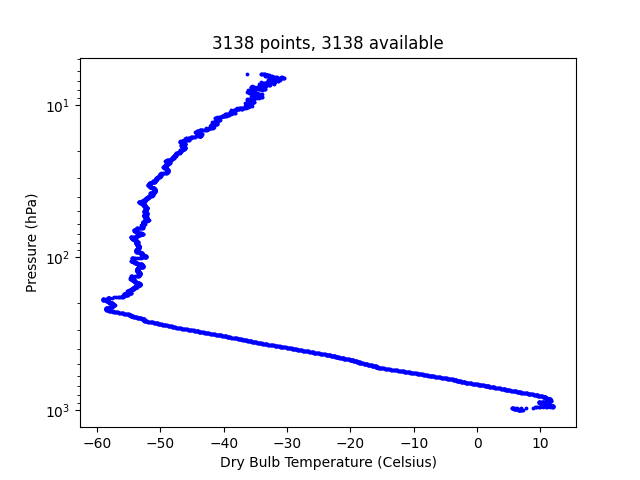 3138 points, 3138 available
Pressure (hPa)
10¹
10²
10³
−60 −50 −40 −30 −20 −10 0 10
Dry Bulb Temperature (Celsius)